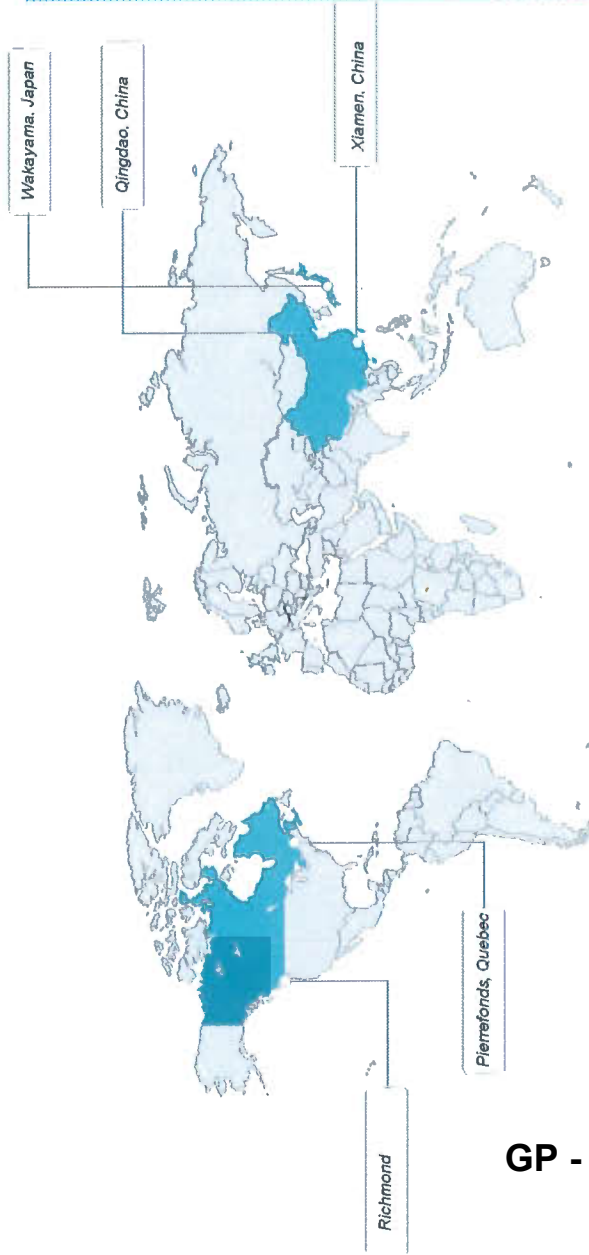 Wakayama. Japan
Qingdao. China
Xiamen. China
Richmond
Pierrefonds, Quebec
GP -